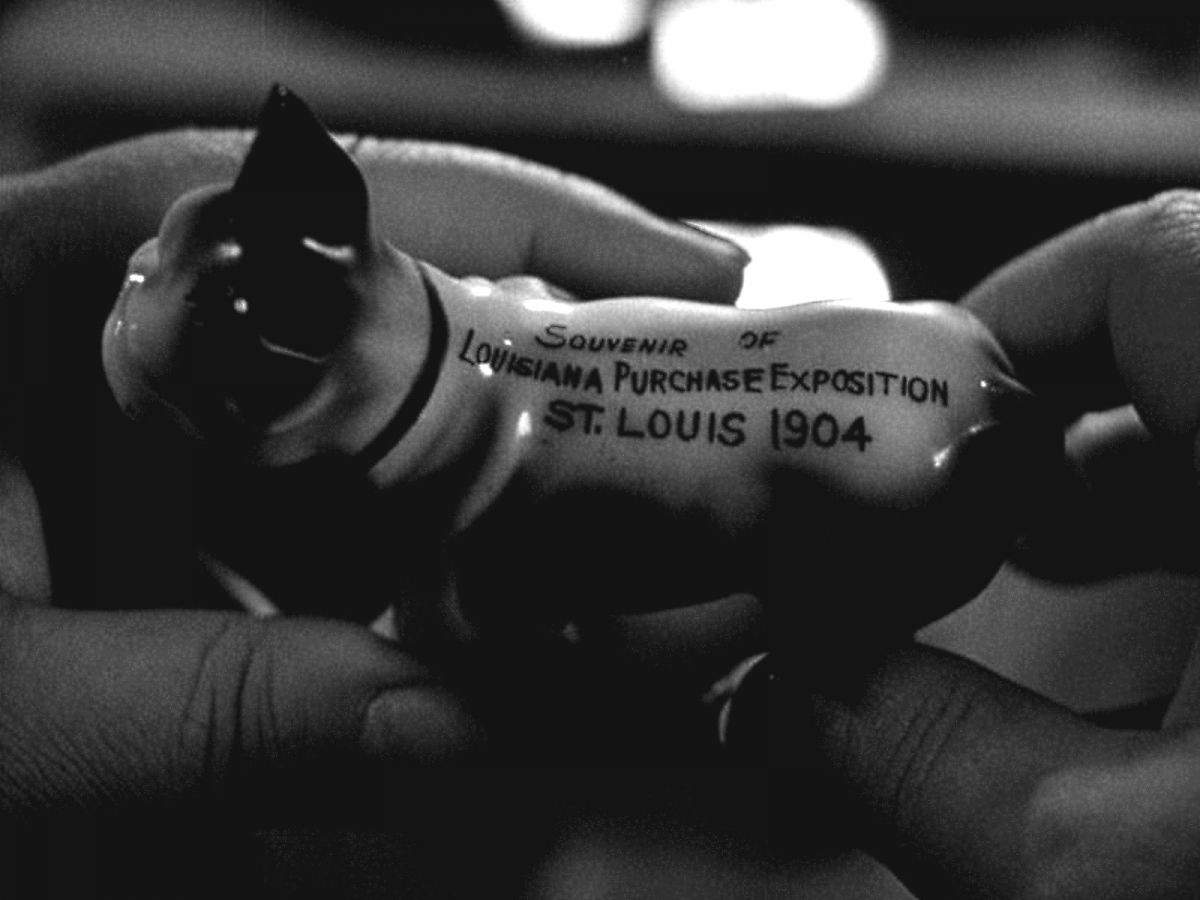 SOUVENIR OF
LOUISIANA PURCHASE EXPOSITION
ST. LOUIS 1904